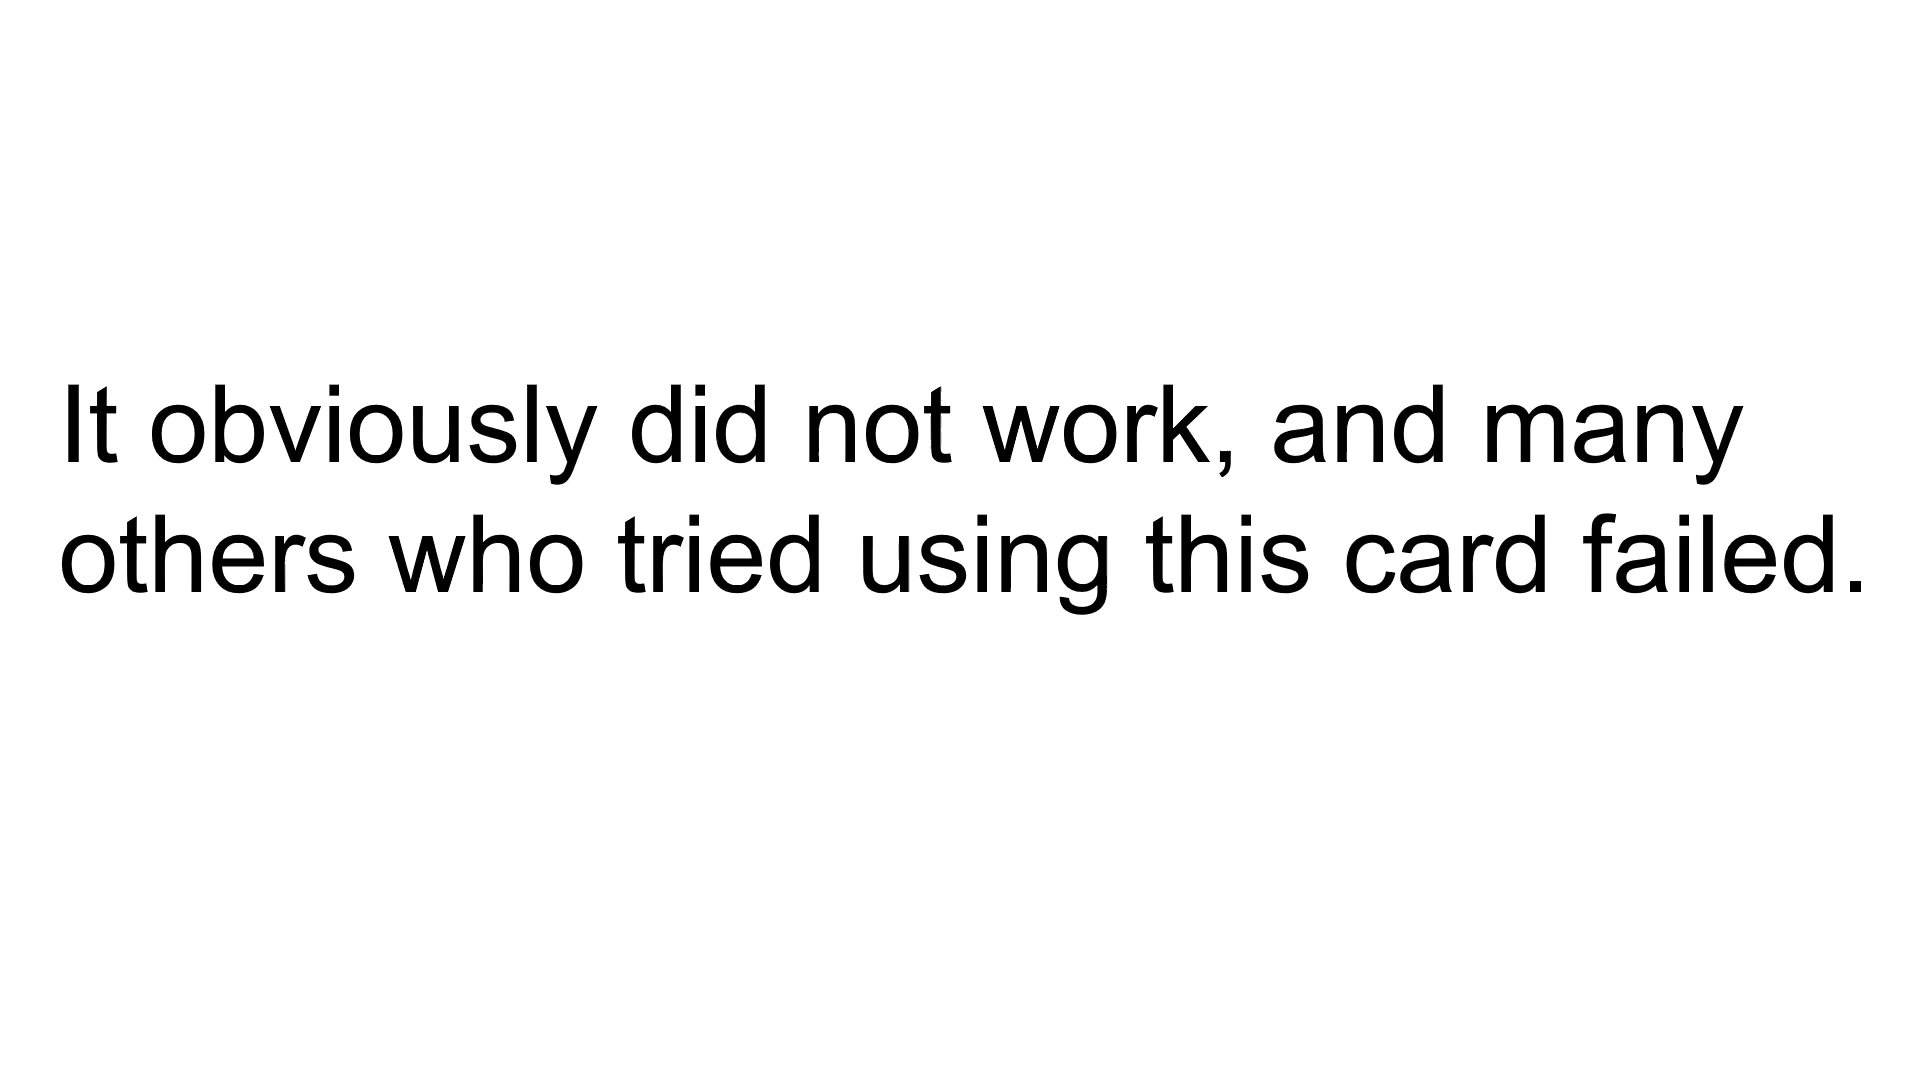 It obviously did not work, and many
others who tried using this card failed.